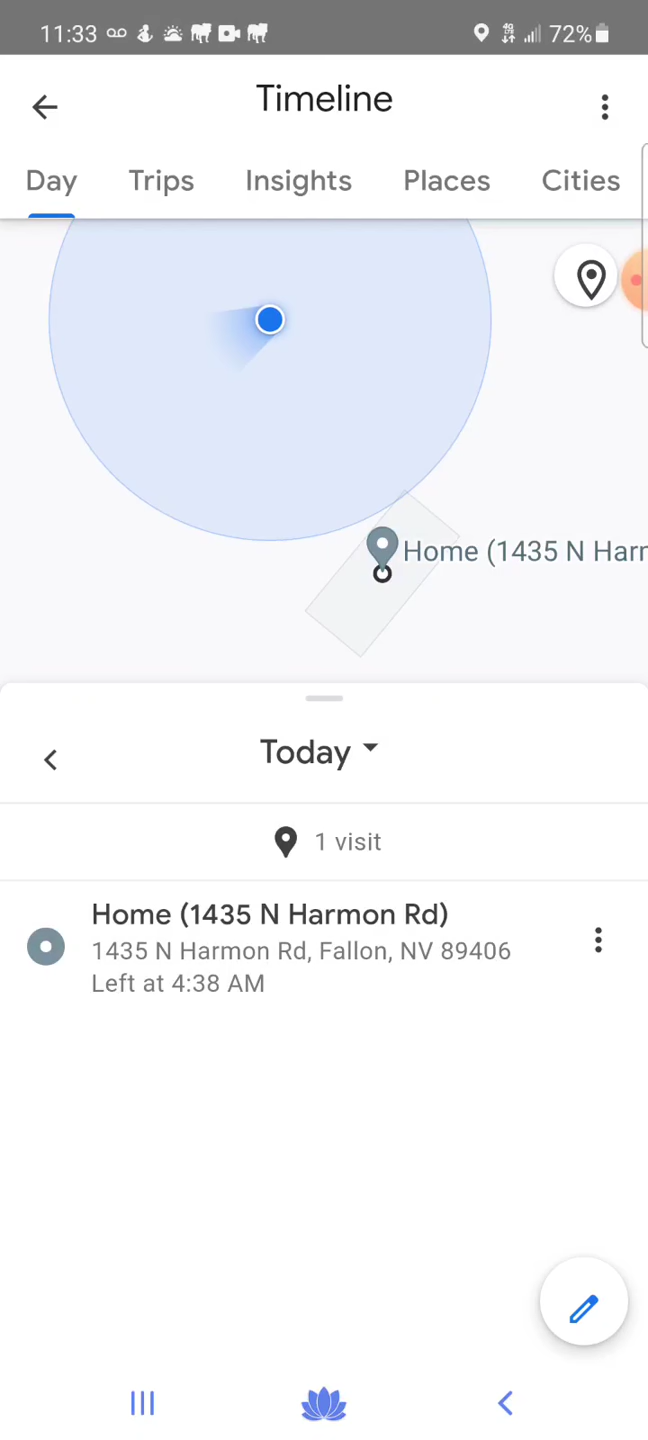 11:33 72%
Timeline
Day Trips Insights Places Cities
Home (1435 N Harr
Today
1 visit
Home (1435 N Harmon Rd)
1435 N Harmon Rd, Fallon, NV 89406
Left at 4:38 AM